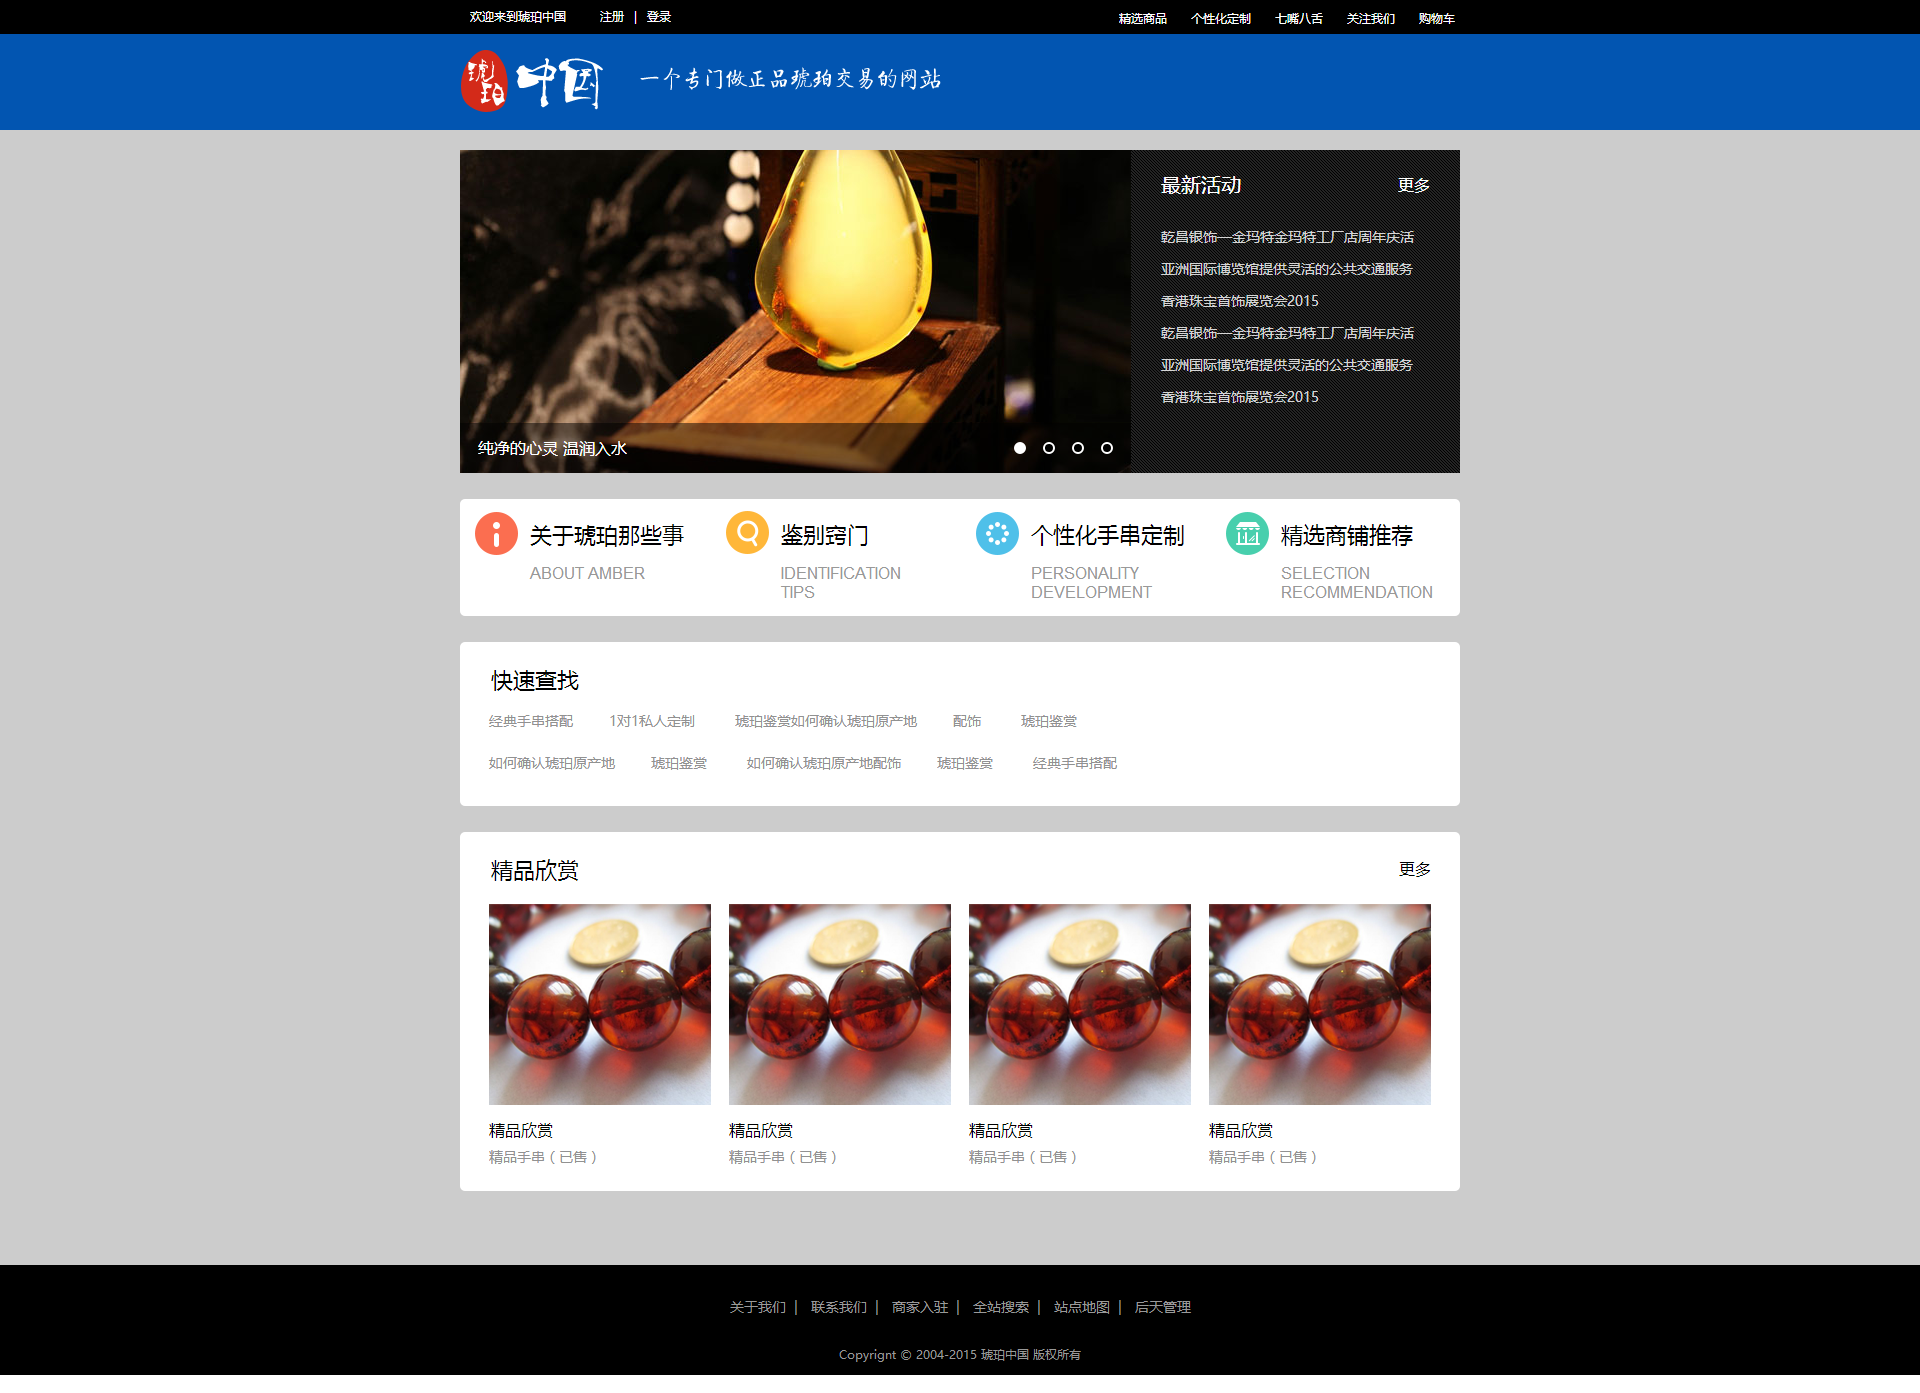 欢迎来到琥珀中国 注册 | 登录 精选商品 个性化定制 七嘴八舌 关注我们 购物车
琥珀 中国 一个专门做正品琥珀交易的网站
最新活动 更多
乾昌银饰—金玛特金玛特工厂店周年庆活
亚洲国际博览馆提供灵活的公共交通服务
香港珠宝首饰展览会2015
乾昌银饰—金玛特金玛特工厂店周年庆活
亚洲国际博览馆提供灵活的公共交通服务
香港珠宝首饰展览会2015
纯净的心灵 温润入水
关于琥珀那些事 鉴别窍门 个性化手串定制 精选商铺推荐
ABOUT AMBER IDENTIFICATION PERSONALITY SELECTION
TIPS DEVELOPMENT RECOMMENDATION
快速查找
经典手串搭配 1对1私人定制 琥珀鉴赏如何确认琥珀原产地 配饰 琥珀鉴赏
如何确认琥珀原产地 琥珀鉴赏 如何确认琥珀原产地配饰 琥珀鉴赏 经典手串搭配
精品欣赏 更多
精品欣赏 精品欣赏 精品欣赏 精品欣赏
精品手串（已售） 精品手串（已售） 精品手串（已售） 精品手串（已售）
关于我们 | 联系我们 | 商家入驻 | 全站搜索 | 站点地图 | 后天管理
Copyrignt © 2004-2015 琥珀中国 版权所有